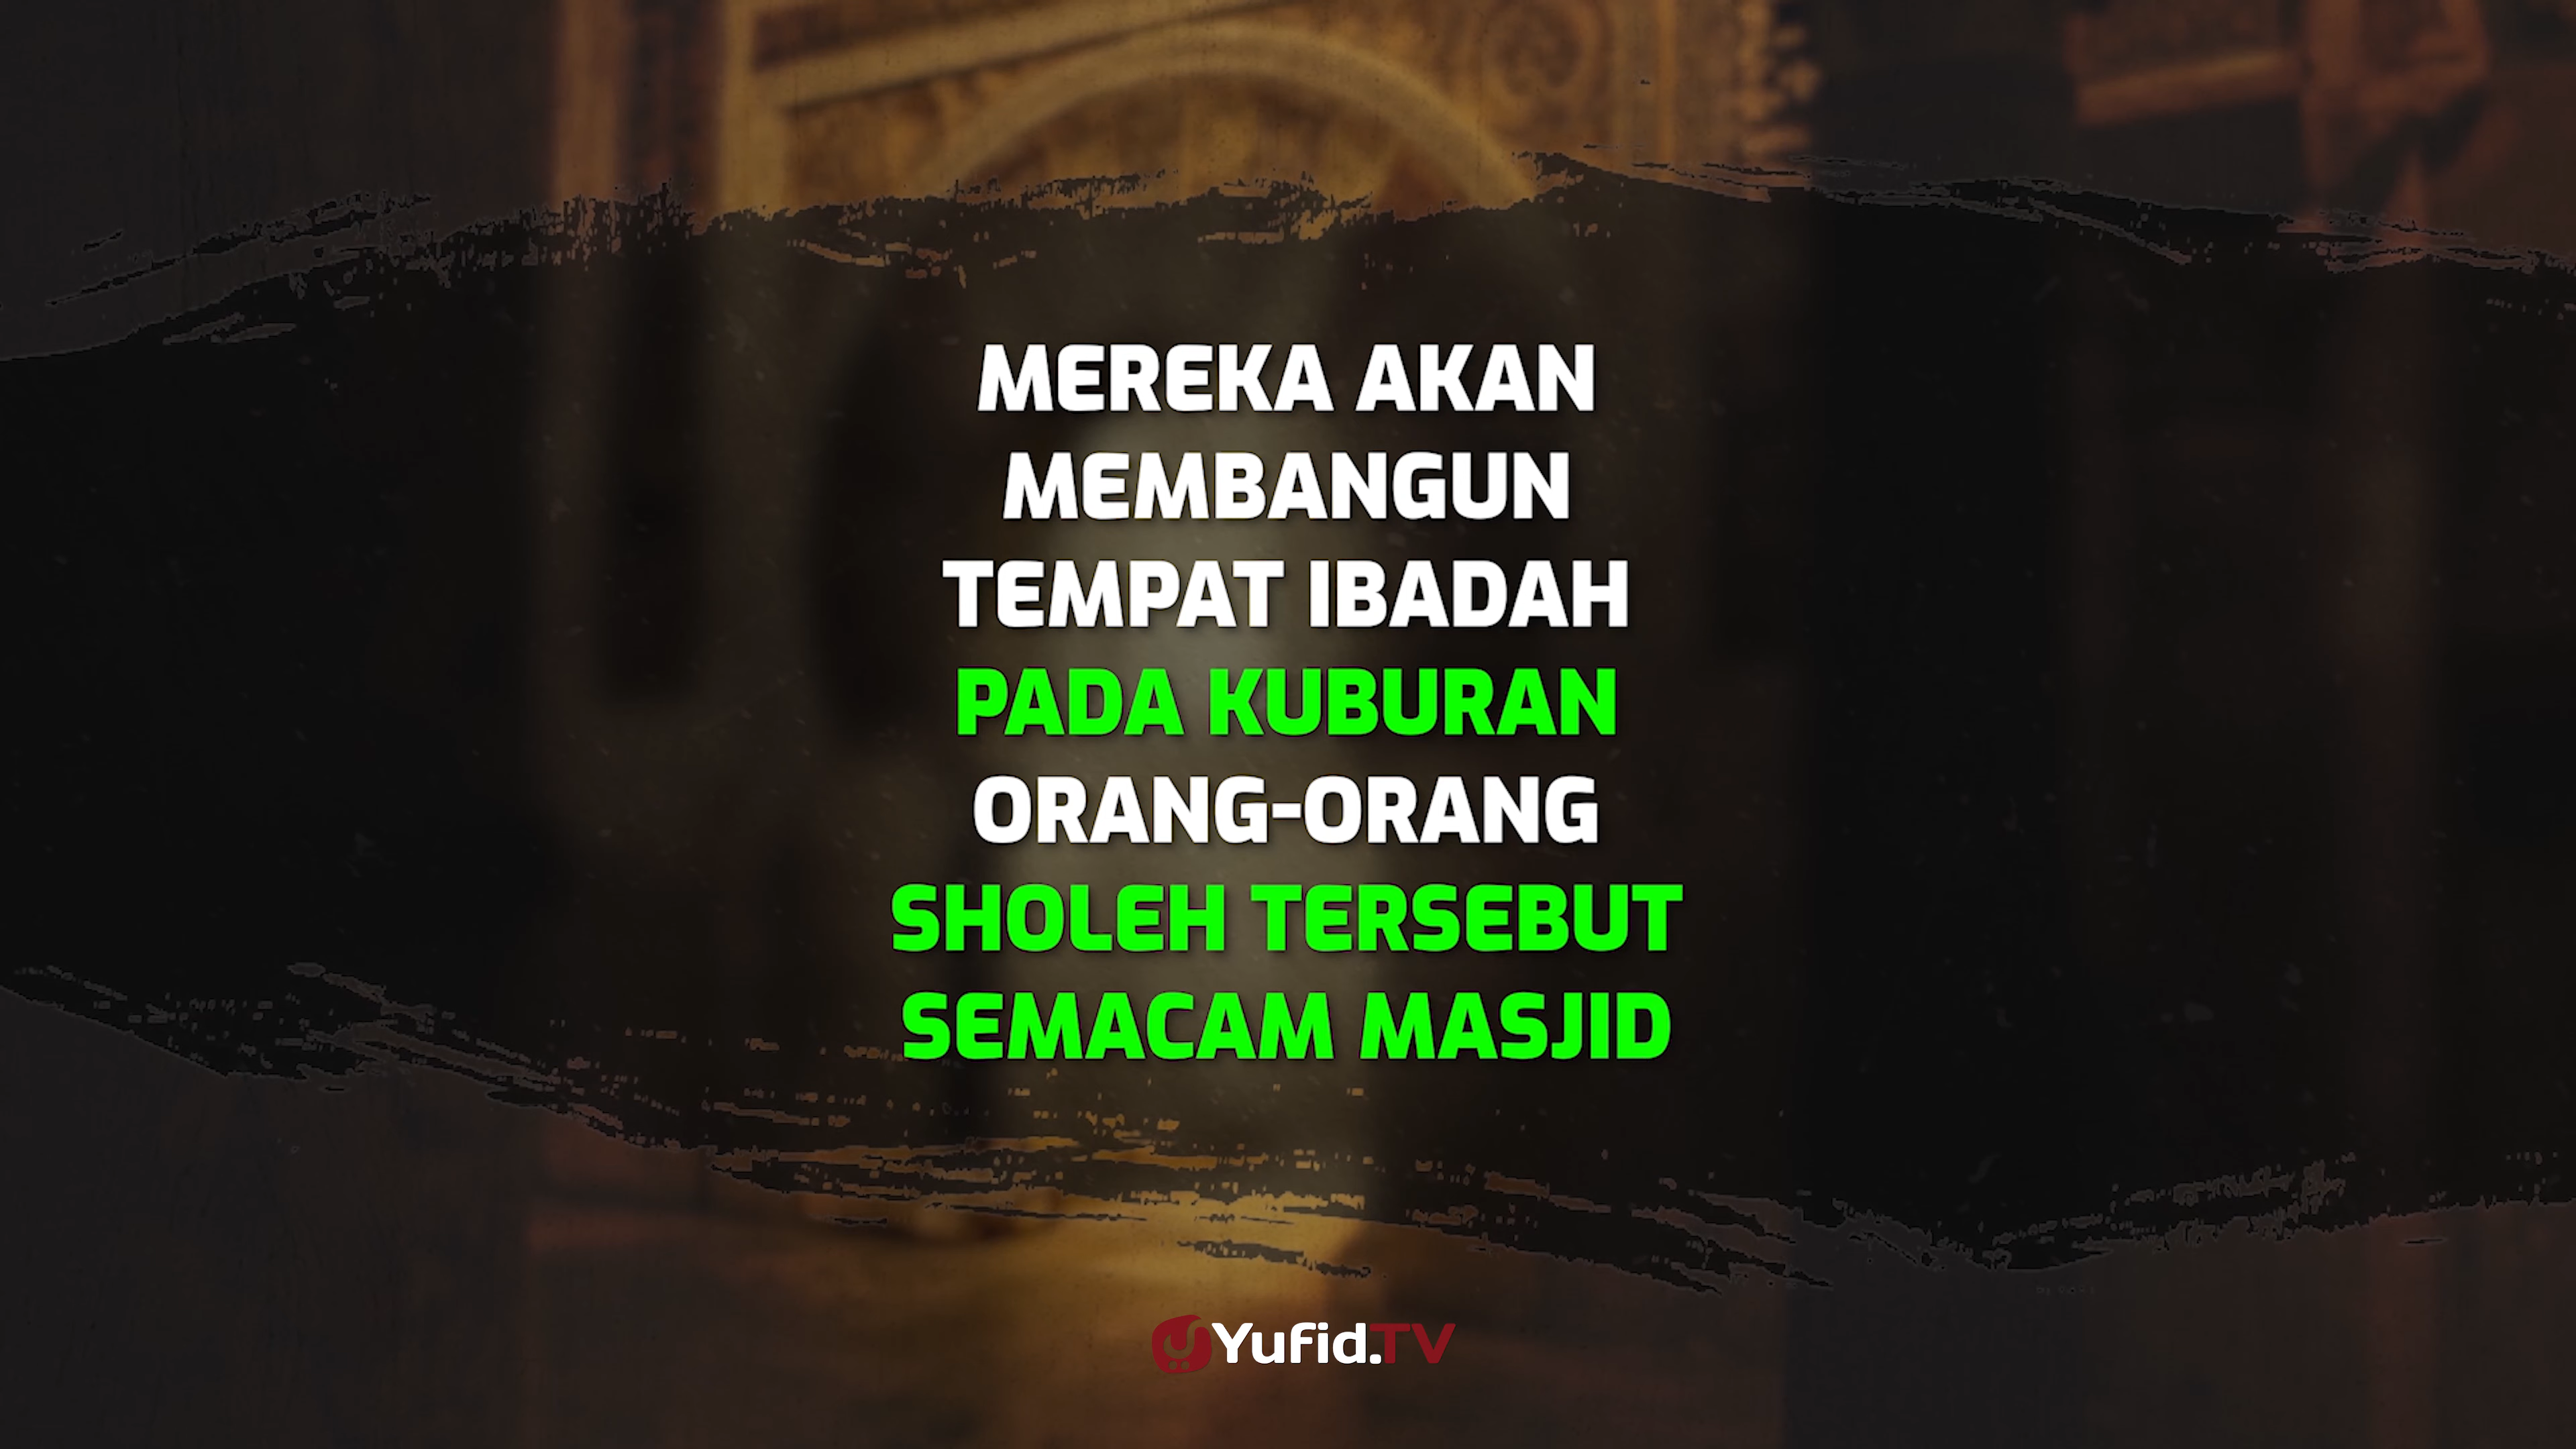 MEREKA AKAN
MEMBANGUN
TEMPAT IBADAH
PADA KUBURAN
ORANG-ORANG
SHOLEH TERSEBUT
SEMACAM MASJID
Yufid.TV